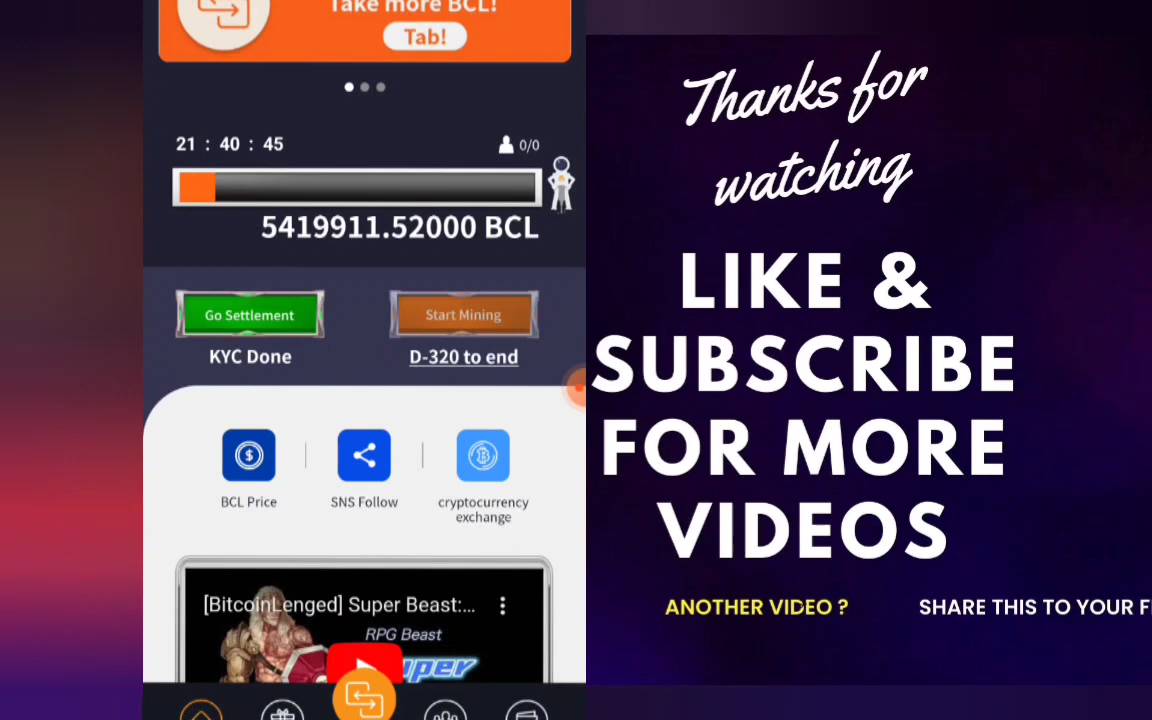 Take more BCL!
Tab!
21 : 40 : 45
0/0
5419911.52000 BCL
Go Settlement
Start Mining
KYC Done
D-320 to end
BCL Price
SNS Follow
cryptocurrency
exchange
[BitcoinLenged] Super Beast:...
RPG Beast
Super
Thanks for
watching
LIKE &
SUBSCRIBE
FOR MORE
VIDEOS
ANOTHER VIDEO ?
SHARE THIS TO YOUR